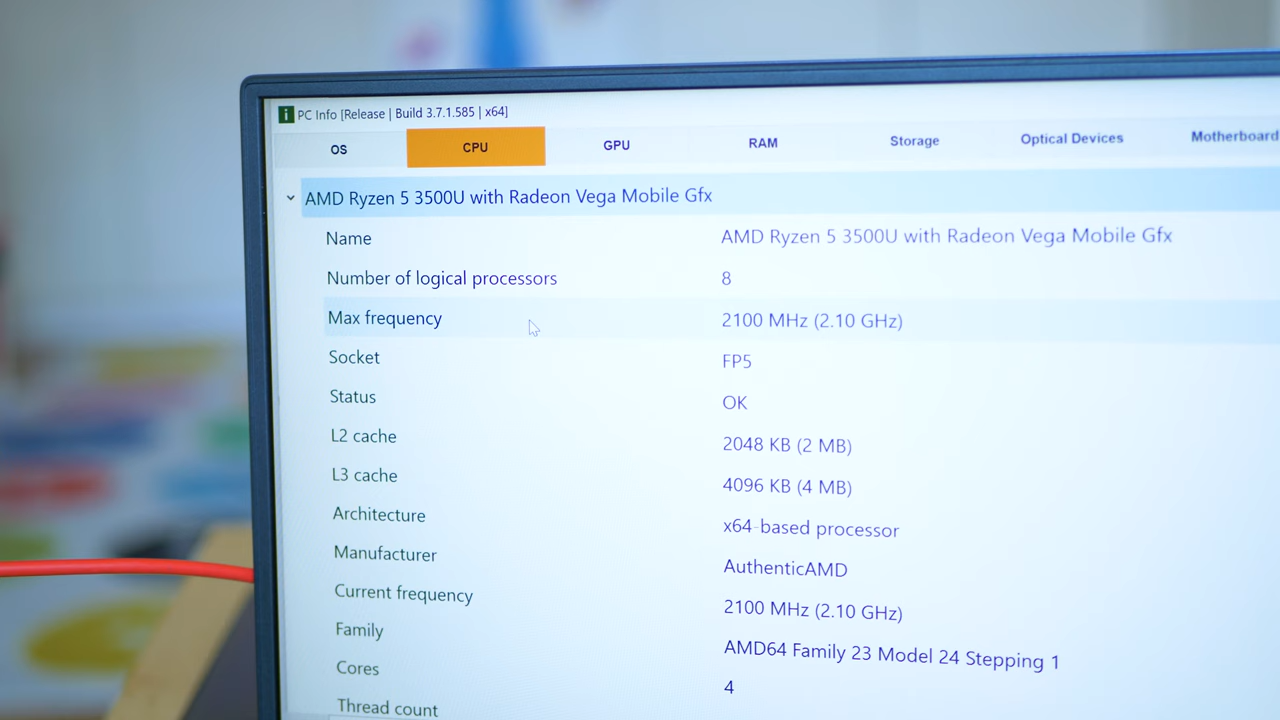 PC Info [Release | Build 3.7.1.585 | x64]
OS CPU GPU RAM Storage Optical Devices Motherboard
AMD Ryzen 5 3500U with Radeon Vega Mobile Gfx
Name AMD Ryzen 5 3500U with Radeon Vega Mobile Gfx
Number of logical processors 8
Max frequency 2100 MHz (2.10 GHz)
Socket FP5
Status OK
L2 cache 2048 KB (2 MB)
L3 cache 4096 KB (4 MB)
Architecture x64-based processor
Manufacturer AuthenticAMD
Current frequency 2100 MHz (2.10 GHz)
Family AMD64 Family 23 Model 24 Stepping 1
Cores 4
Thread count